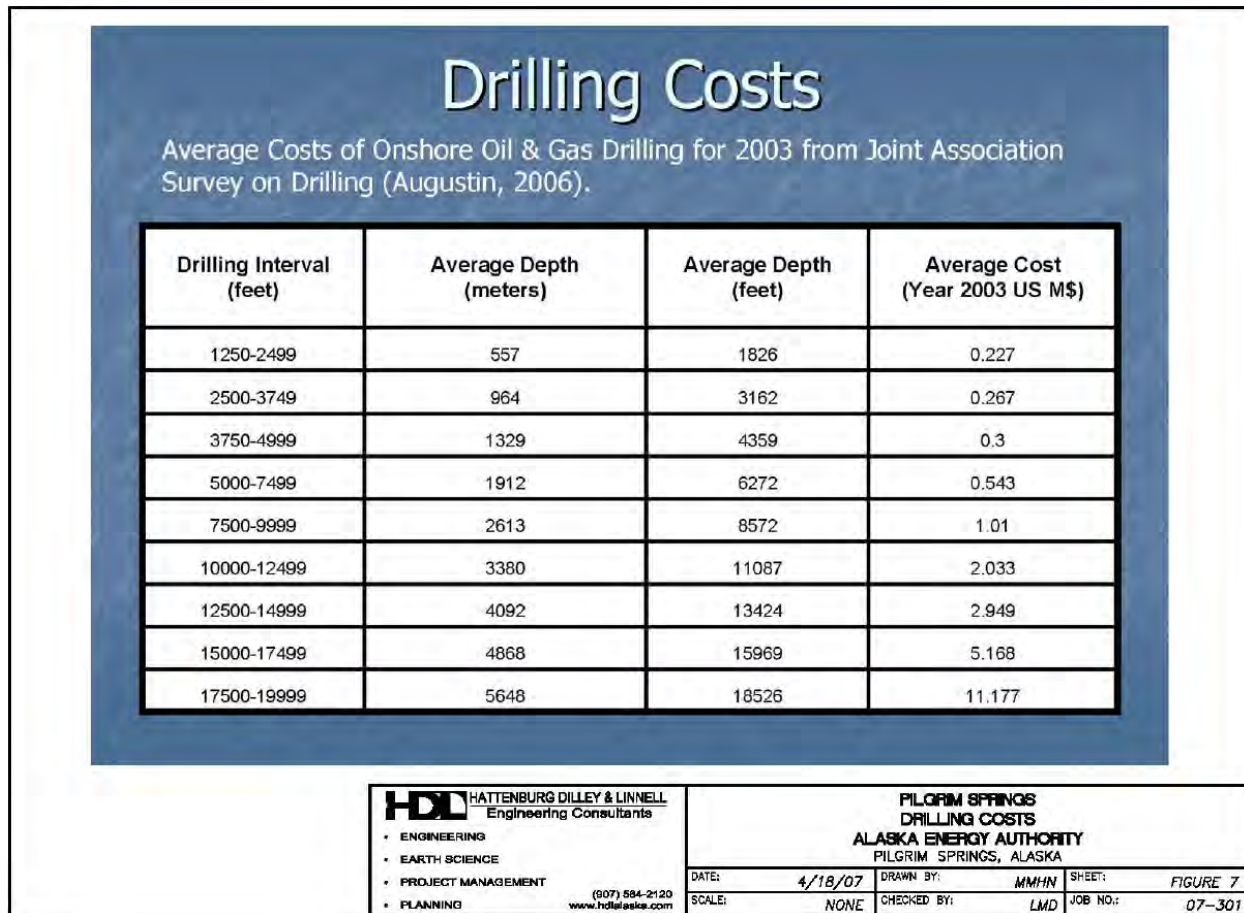 Drilling Costs
Average Costs of Onshore Oil & Gas Drilling for 2003 from Joint Association
Survey on Drilling (Augustin, 2006).
Drilling Interval (feet) Average Depth (meters) Average Depth (feet) Average Cost (Year 2003 US M$)
1250-2499 557 1826 0.227
2500-3749 964 3162 0.267
3750-4999 1329 4359 0.3
5000-7499 1912 6272 0.543
7500-9999 2613 8572 1.01
10000-12499 3380 11087 2.033
12500-14999 4092 13424 2.949
15000-17499 4868 15969 5.168
17500-19999 5648 18526 11.177
HDL HATTENBURG DILLEY & LINNELL
Engineering Consultants
• ENGINEERING
• EARTH SCIENCE
• PROJECT MANAGEMENT
• PLANNING
(907) 564-2120
www.hdlalaska.com
PILGRIM SPRINGS
DRILLING COSTS
ALASKA ENERGY AUTHORITY
PILGRIM SPRINGS, ALASKA
DATE: 4/18/07 DRAWN BY: MMHN SHEET: FIGURE 7
SCALE: NONE CHECKED BY: LMD JOB NO.: 07-301